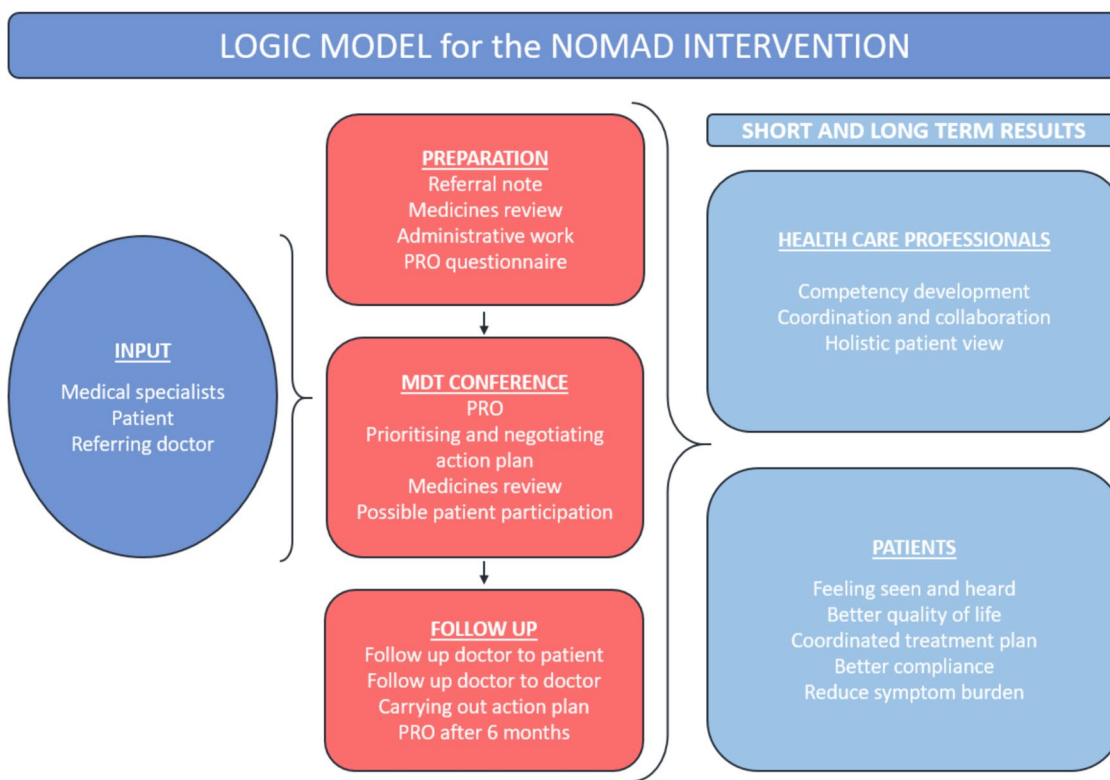 LOGIC MODEL for the NOMAD INTERVENTION
INPUT
Medical specialists
Patient
Referring doctor
PREPARATION
Referral note
Medicines review
Administrative work
PRO questionnaire
MDT CONFERENCE
PRO
Prioritising and negotiating
action plan
Medicines review
Possible patient participation
FOLLOW UP
Follow up doctor to patient
Follow up doctor to doctor
Carrying out action plan
PRO after 6 months
SHORT AND LONG TERM RESULTS
HEALTH CARE PROFESSIONALS
Competency development
Coordination and collaboration
Holistic patient view
PATIENTS
Feeling seen and heard
Better quality of life
Coordinated treatment plan
Better compliance
Reduce symptom burden